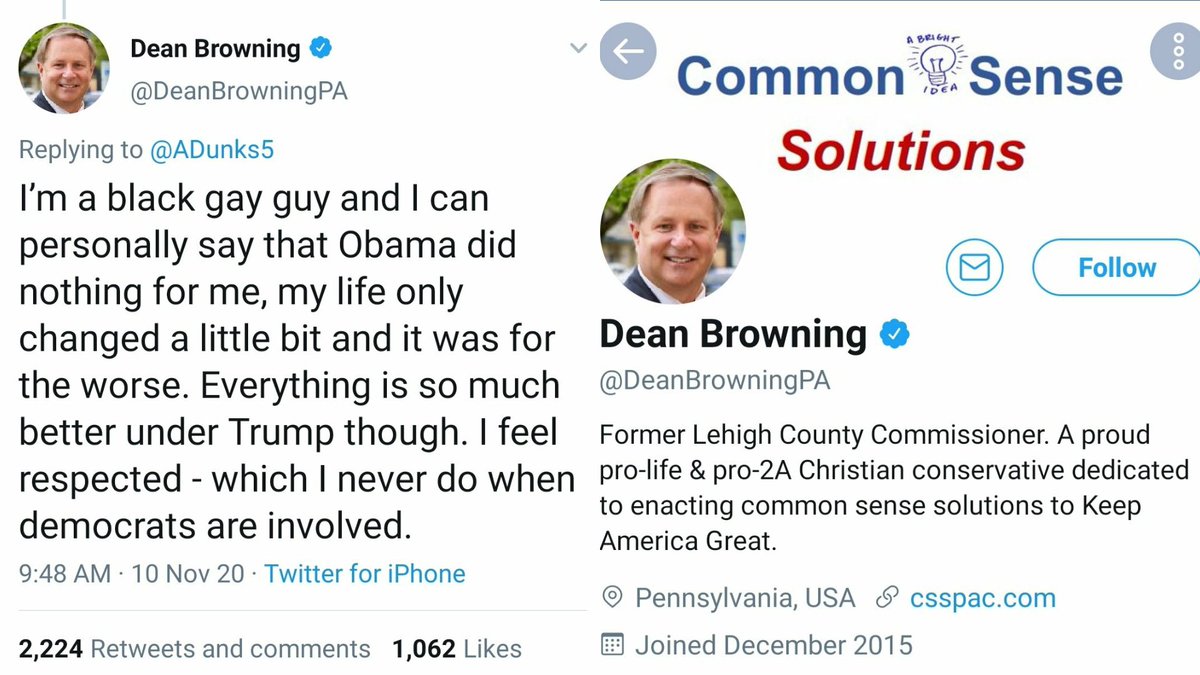 Dean Browning
@DeanBrowningPA
Replying to @ADunks5
I’m a black gay guy and I can
personally say that Obama did
nothing for me, my life only
changed a little bit and it was for
the worse. Everything is so much
better under Trump though. I feel
respected - which I never do when
democrats are involved.
9:48 AM · 10 Nov 20 · Twitter for iPhone
2,224 Retweets and comments 1,062 Likes
A BRIGHT
Common Sense
IDEA
Solutions
Follow
Dean Browning
@DeanBrowningPA
Former Lehigh County Commissioner. A proud
pro-life & pro-2A Christian conservative dedicated
to enacting common sense solutions to Keep
America Great.
Pennsylvania, USA csspac.com
Joined December 2015